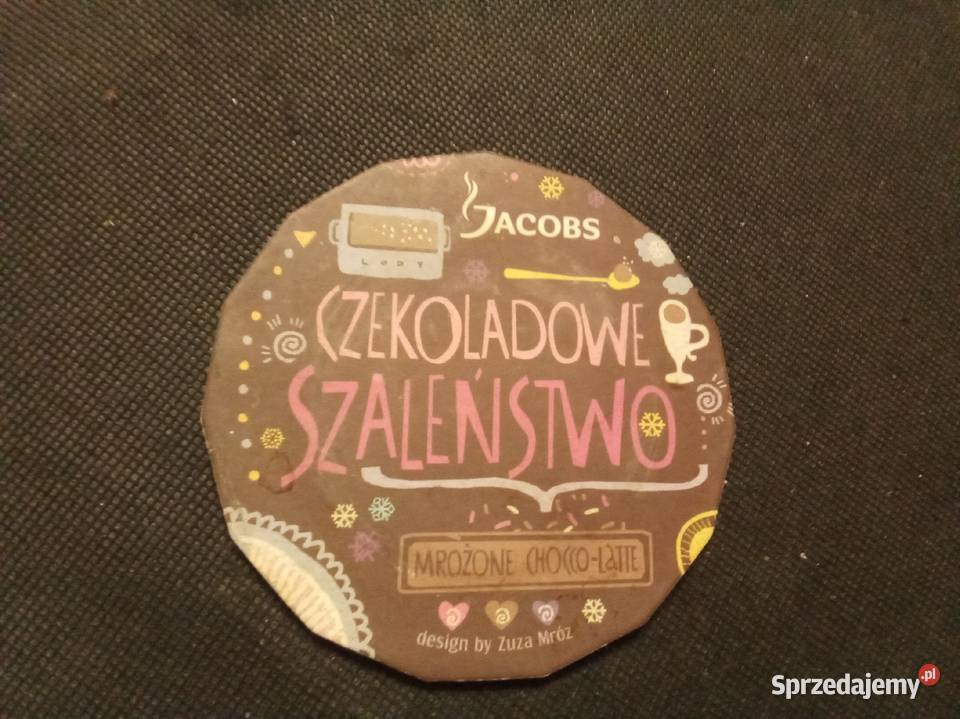 JACOBS
LODY
CZEKOLADOWE
SZALEŃSTWO
MROŻONE CHOCCO-LATTE
design by Zuza Mróz
Sprzedajemy.pl